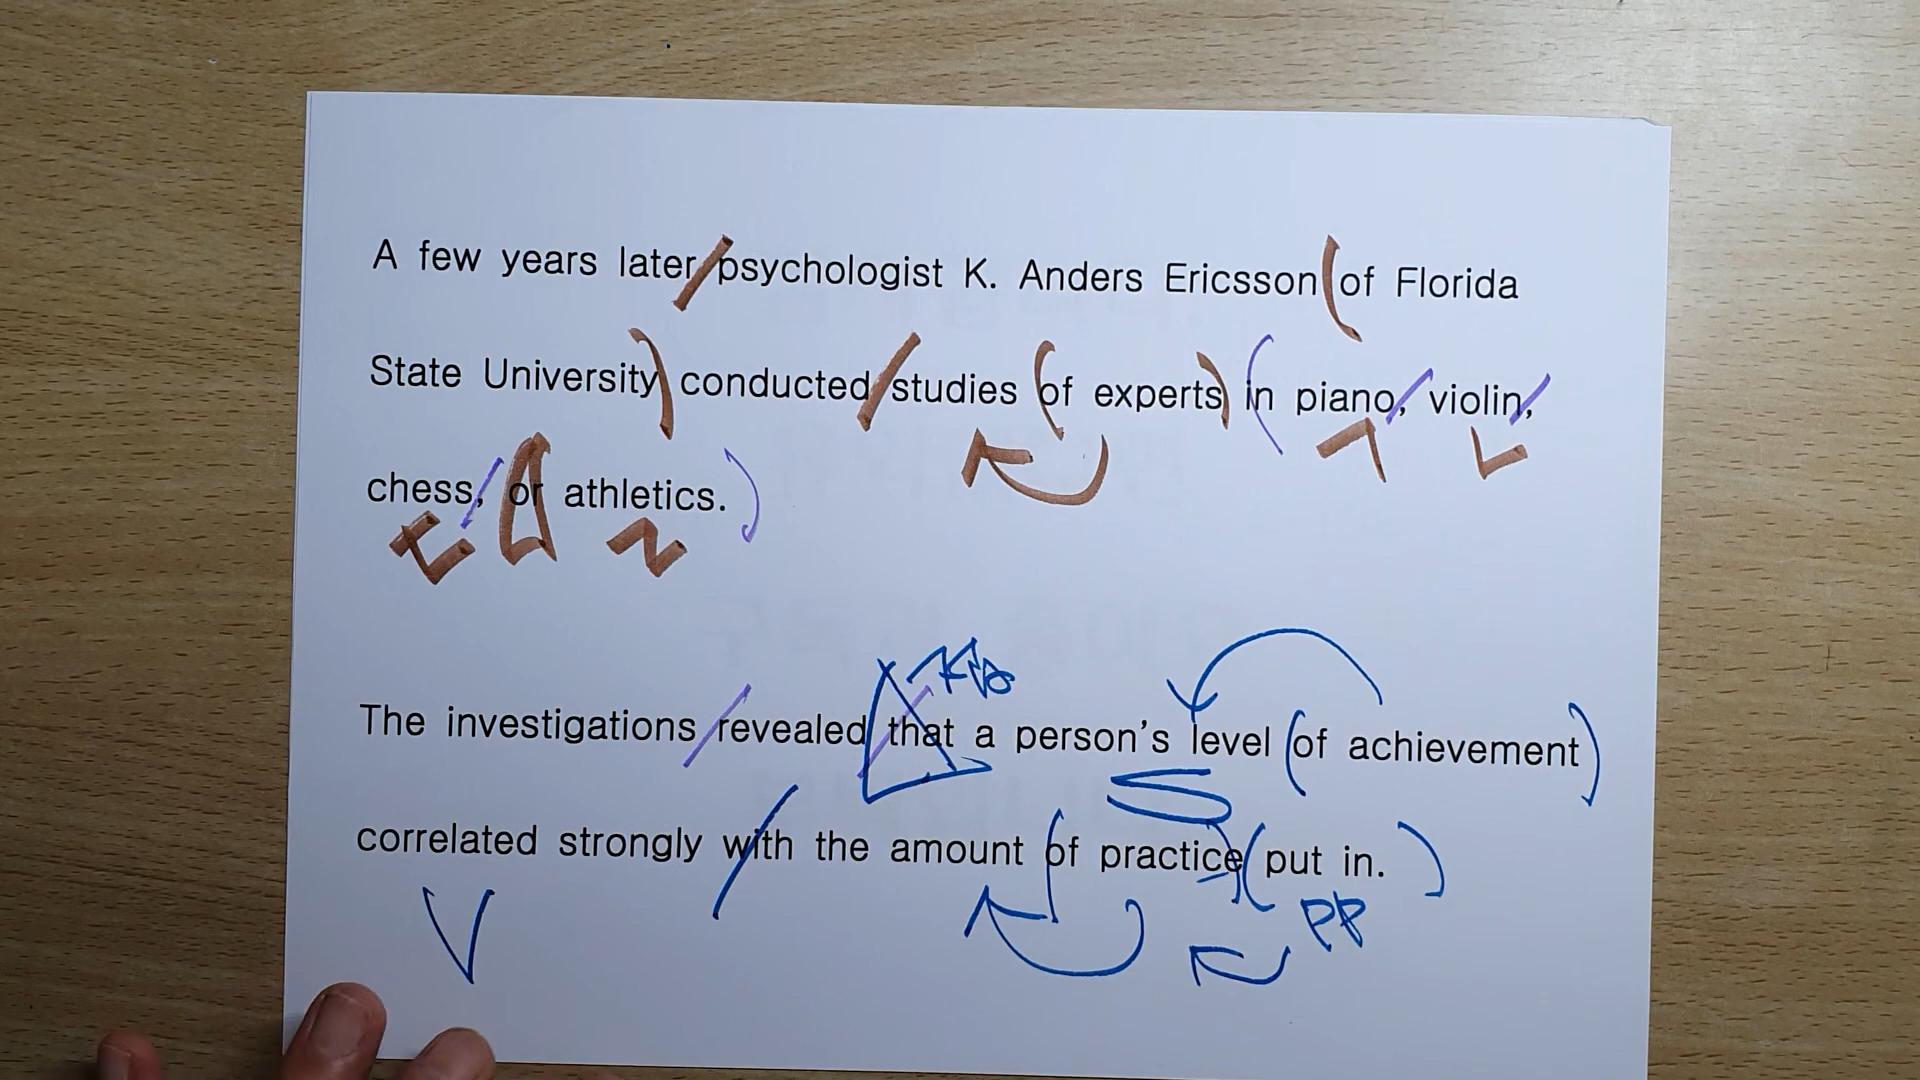 A few years later psychologist K. Anders Ericsson of Florida
State University conducted studies of experts in piano, violin,
ㄱ ㄴ
chess, or athletics.
ㄷ ㄹ
The investigations revealed that a person's level of achievement
S
correlated strongly with the amount of practice put in.
V PP